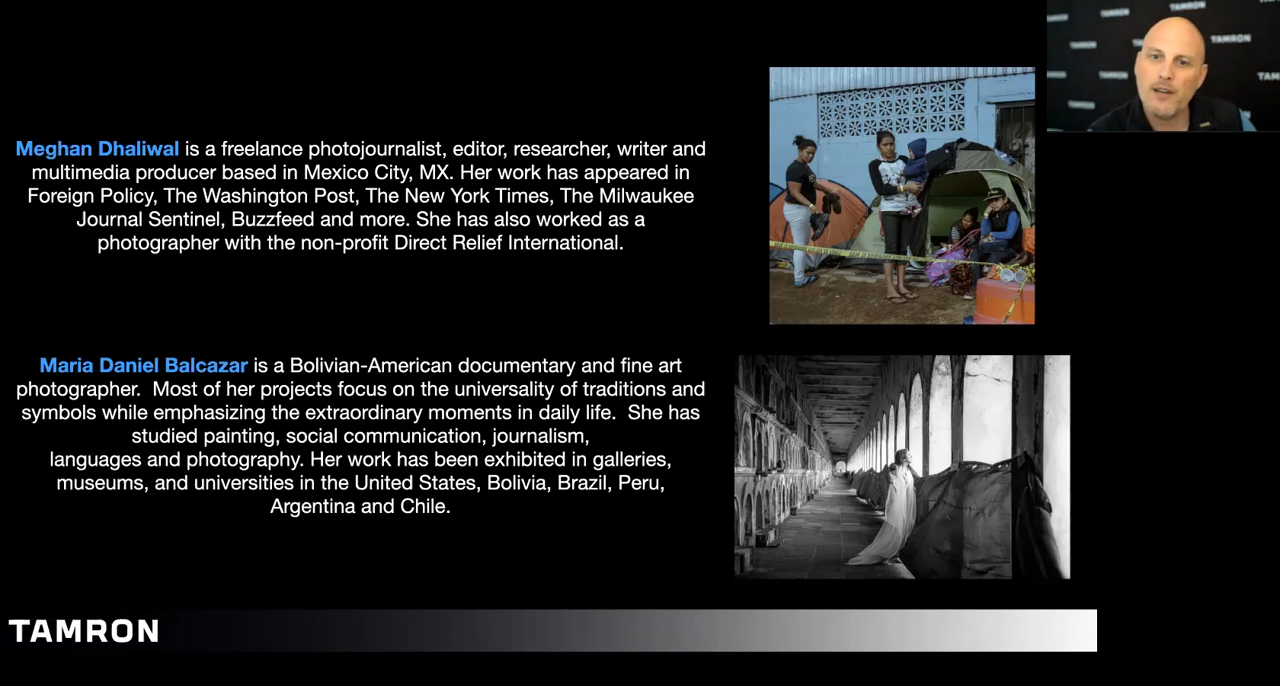 TAMRON
TAMRON
TAMRON
Meghan Dhaliwal is a freelance photojournalist, editor, researcher, writer and
multimedia producer based in Mexico City, MX. Her work has appeared in
Foreign Policy, The Washington Post, The New York Times, The Milwaukee
Journal Sentinel, Buzzfeed and more. She has also worked as a
photographer with the non-profit Direct Relief International.
Maria Daniel Balcazar is a Bolivian-American documentary and fine art
photographer.  Most of her projects focus on the universality of traditions and
symbols while emphasizing the extraordinary moments in daily life.  She has
studied painting, social communication, journalism,
languages and photography. Her work has been exhibited in galleries,
museums, and universities in the United States, Bolivia, Brazil, Peru,
Argentina and Chile.
TAMRON